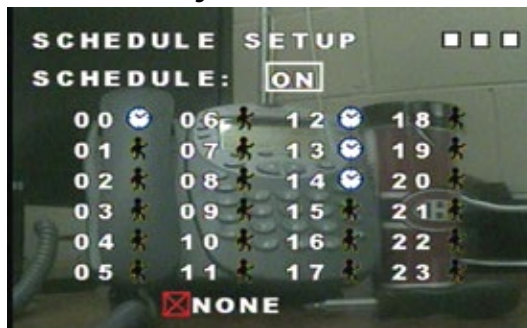 SCHEDULE SETUP
SCHEDULE: ON
00 06 12 18
01 07 13 19
02 08 14 20
03 09 15 21
04 10 16 22
05 11 17 23
NONE